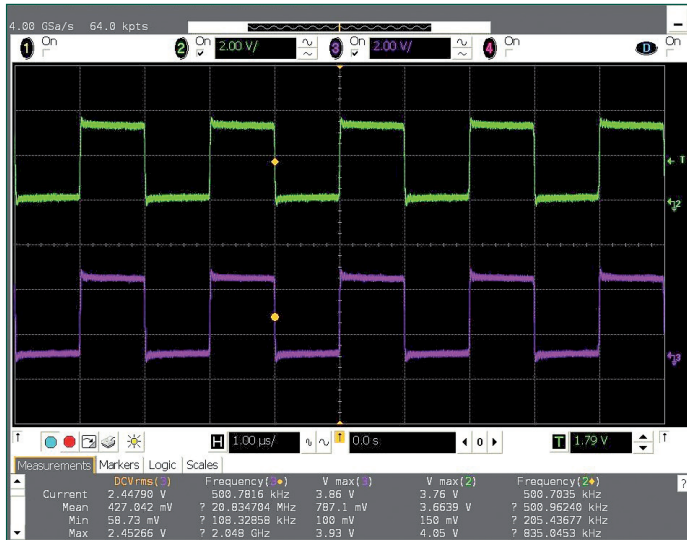 4.00 GSa/s 64.0 kpts
1 On 2 On 2.00 V/ 3 On 2.00 V/ 4 On D On
T
2
3
H 1.00 µs/ 0.0 s 0 T 1.79 V
Measurements Markers Logic Scales
DCVrms(3) Frequency(3) V max(3) V max(2) Frequency(2) ?
Current 2.44790 V 500.7816 kHz 3.86 V 3.76 V 500.7035 kHz
Mean 427.042 mV ? 20.834704 MHz 787.1 mV 3.6639 V ? 500.96240 kHz
Min 58.73 mV ? 108.32858 kHz 100 mV 150 mV ? 205.43677 kHz
Max 2.45266 V ? 2.048 GHz 3.93 V 4.05 V ? 835.0453 kHz